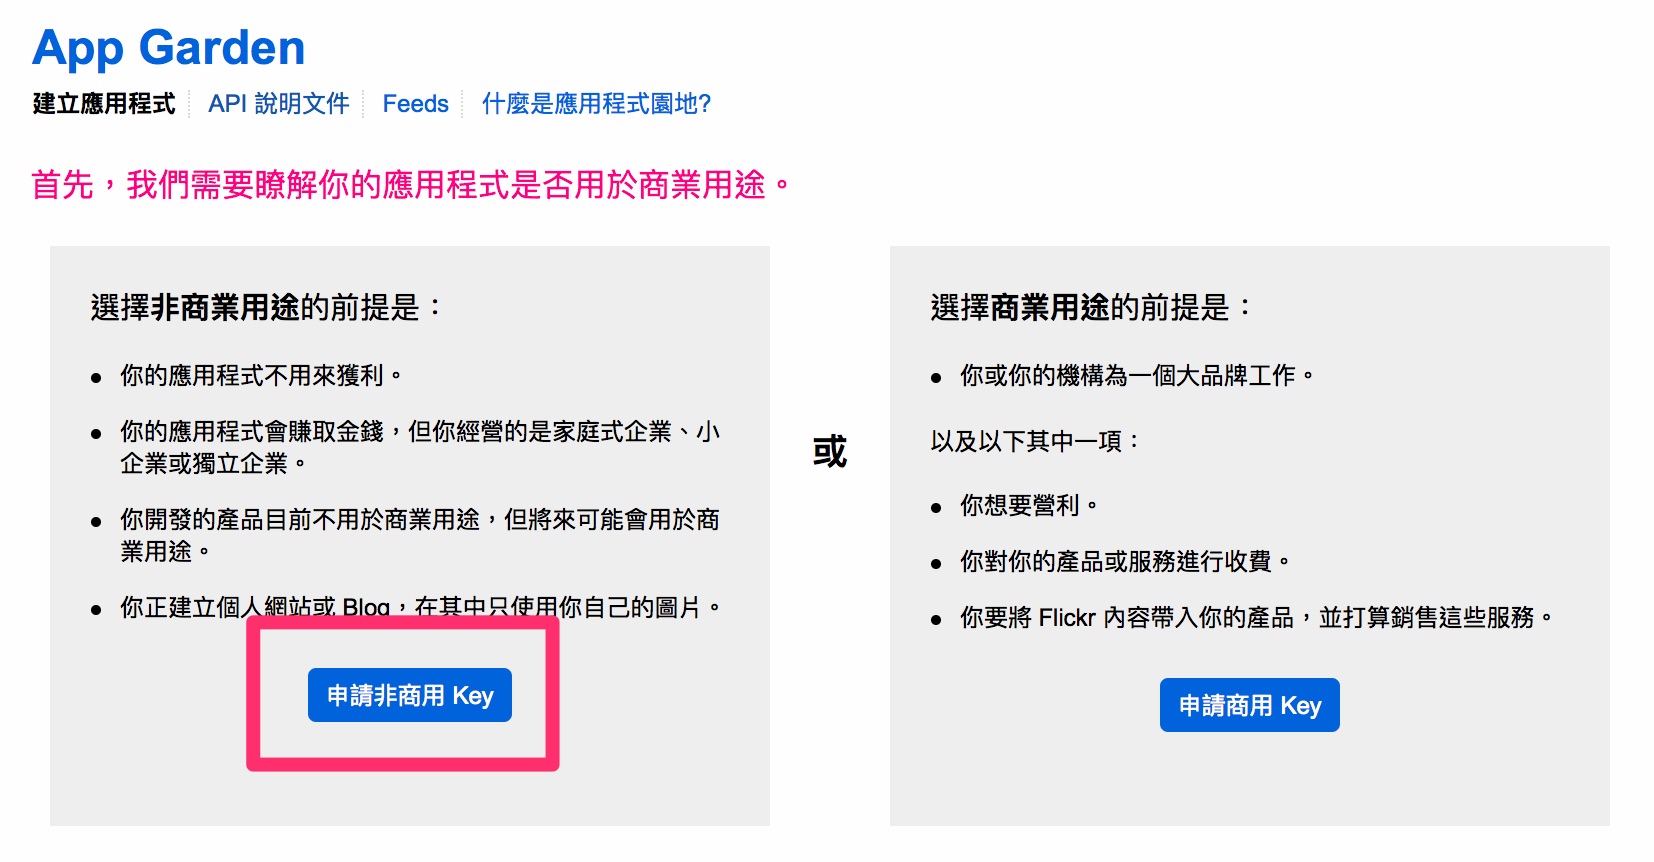 App Garden
建立應用程式 API 說明文件 Feeds 什麼是應用程式園地?
首先，我們需要瞭解你的應用程式是否用於商業用途。
選擇非商業用途的前提是：
• 你的應用程式不用來獲利。
• 你的應用程式會賺取金錢，但你經營的是家庭式企業、小
企業或獨立企業。
• 你開發的產品目前不用於商業用途，但將來可能會用於商
業用途。
• 你正建立個人網站或 Blog，在其中只使用你自己的圖片。
申請非商用 Key
或
選擇商業用途的前提是：
• 你或你的機構為一個大品牌工作。
以及以下其中一項：
• 你想要營利。
• 你對你的產品或服務進行收費。
• 你要將 Flickr 內容帶入你的產品，並打算銷售這些服務。
申請商用 Key